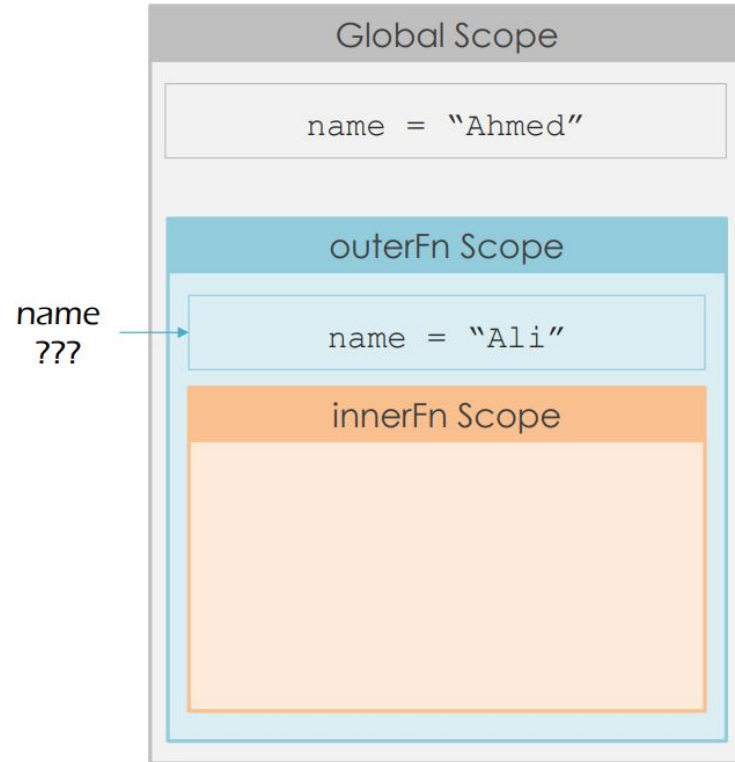 Global Scope
name = “Ahmed”
outerFn Scope
name
???
name = “Ali”
innerFn Scope